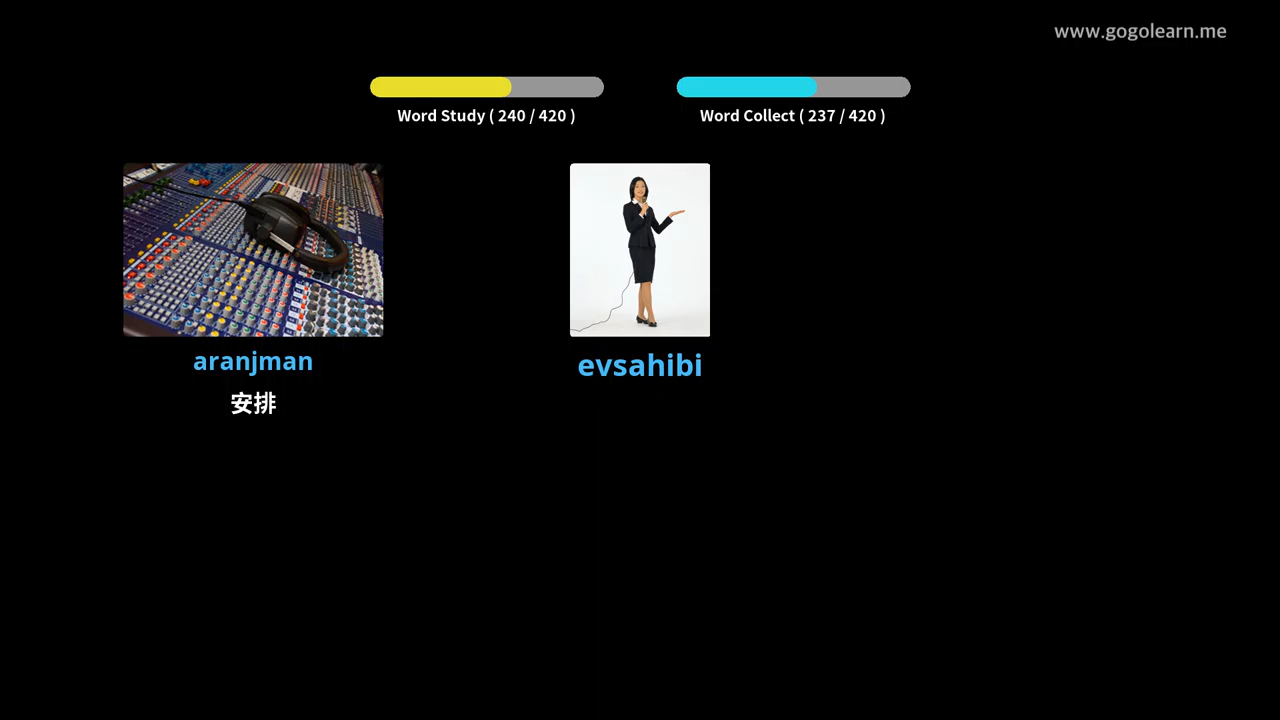 www.gogolearn.me
Word Study ( 240 / 420 )
Word Collect ( 237 / 420 )
aranjman
安排
evsahibi